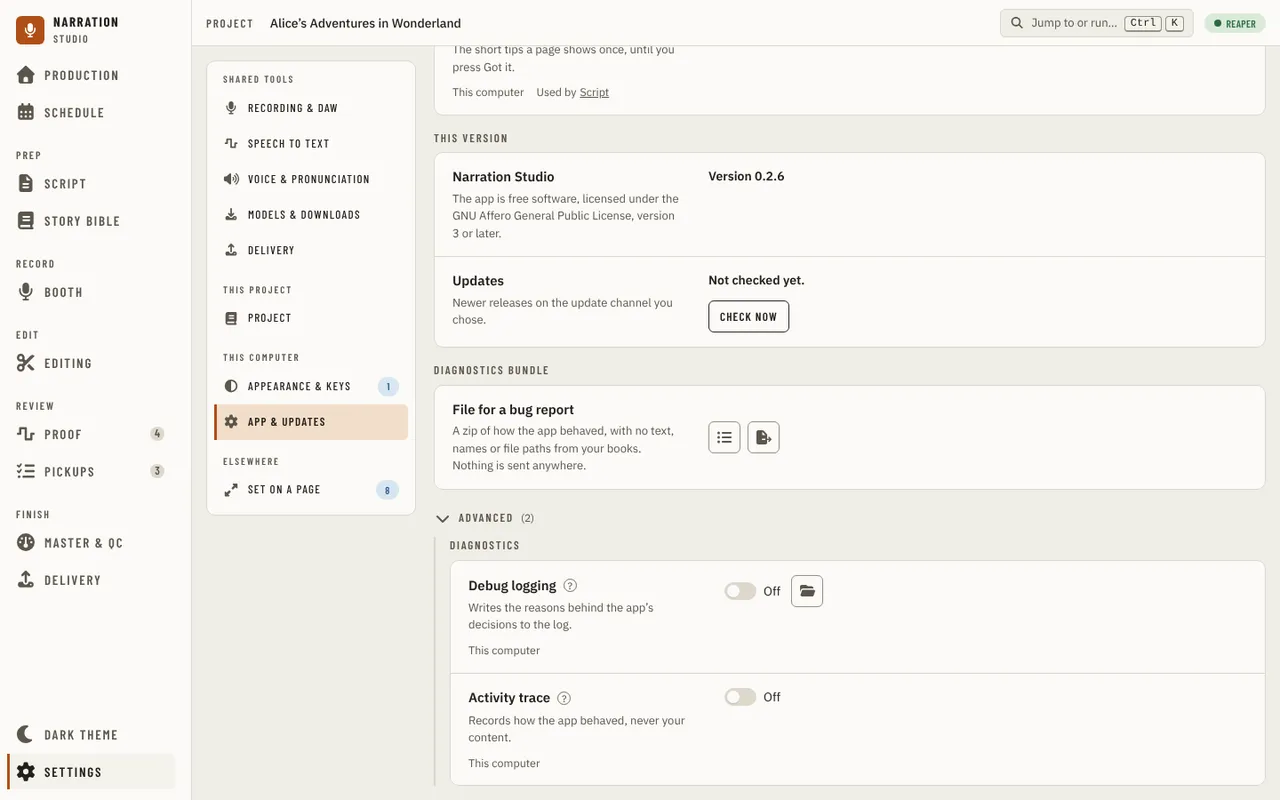 NARRATION
STUDIO
PRODUCTION
SCHEDULE
PREP
SCRIPT
STORY BIBLE
RECORD
BOOTH
EDIT
EDITING
REVIEW
PROOF 4
PICKUPS 3
FINISH
MASTER & QC
DELIVERY
DARK THEME
SETTINGS
PROJECT Alice’s Adventures in Wonderland
Jump to or run… Ctrl K
REAPER
SHARED TOOLS
RECORDING & DAW
SPEECH TO TEXT
VOICE & PRONUNCIATION
MODELS & DOWNLOADS
DELIVERY
THIS PROJECT
PROJECT
THIS COMPUTER
APPEARANCE & KEYS 1
APP & UPDATES
ELSEWHERE
SET ON A PAGE 8
The short tips a page shows once, until you
press Got it.
This computer Used by Script
THIS VERSION
Narration Studio
The app is free software, licensed under the
GNU Affero General Public License, version
3 or later.
Version 0.2.6
Updates
Newer releases on the update channel you
chose.
Not checked yet.
CHECK NOW
DIAGNOSTICS BUNDLE
File for a bug report
A zip of how the app behaved, with no text,
names or file paths from your books.
Nothing is sent anywhere.
ADVANCED (2)
DIAGNOSTICS
Debug logging ?
Writes the reasons behind the app’s
decisions to the log.
This computer
Off
Activity trace ?
Records how the app behaved, never your
content.
This computer
Off